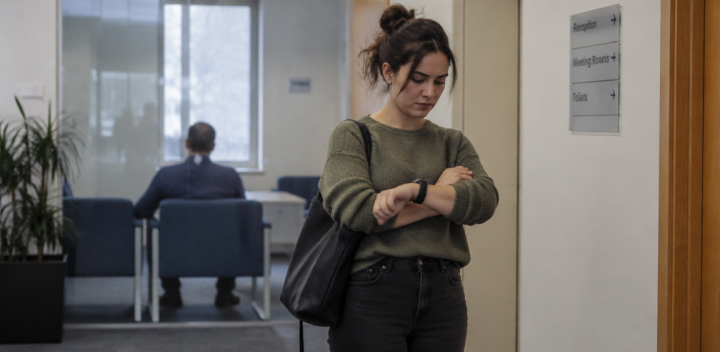 Reception →
Meeting Rooms →
Toilets →